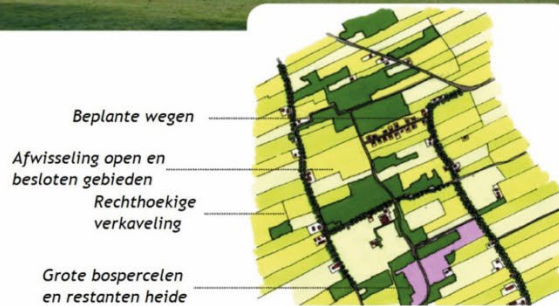 Beplante wegen
Afwisseling open en
besloten gebieden
Rechthoekige
verkaveling
Grote bospercelen
en restanten heide